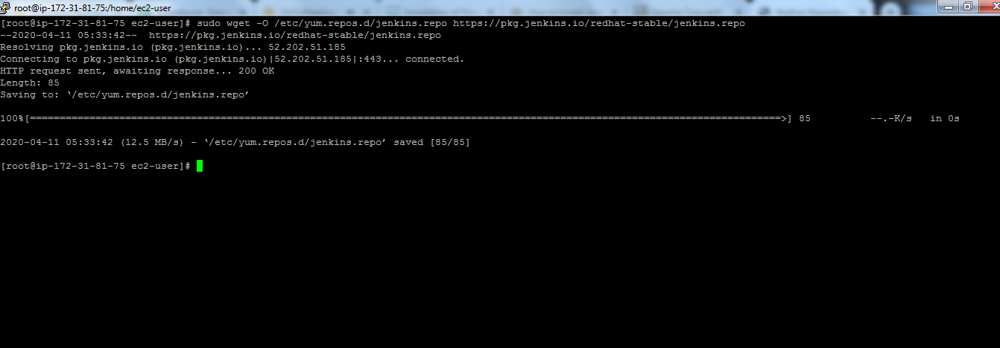 root@ip-172-31-81-75:/home/ec2-user
[root@ip-172-31-81-75 ec2-user]# sudo wget -O /etc/yum.repos.d/jenkins.repo https://pkg.jenkins.io/redhat-stable/jenkins.repo
--2020-04-11 05:33:42--  https://pkg.jenkins.io/redhat-stable/jenkins.repo
Resolving pkg.jenkins.io (pkg.jenkins.io)... 52.202.51.185
Connecting to pkg.jenkins.io (pkg.jenkins.io)|52.202.51.185|:443... connected.
HTTP request sent, awaiting response... 200 OK
Length: 85
Saving to: ‘/etc/yum.repos.d/jenkins.repo’
100%[==============================================================================================================================>] 85          --.-K/s   in 0s
2020-04-11 05:33:42 (12.5 MB/s) - ‘/etc/yum.repos.d/jenkins.repo’ saved [85/85]
[root@ip-172-31-81-75 ec2-user]#